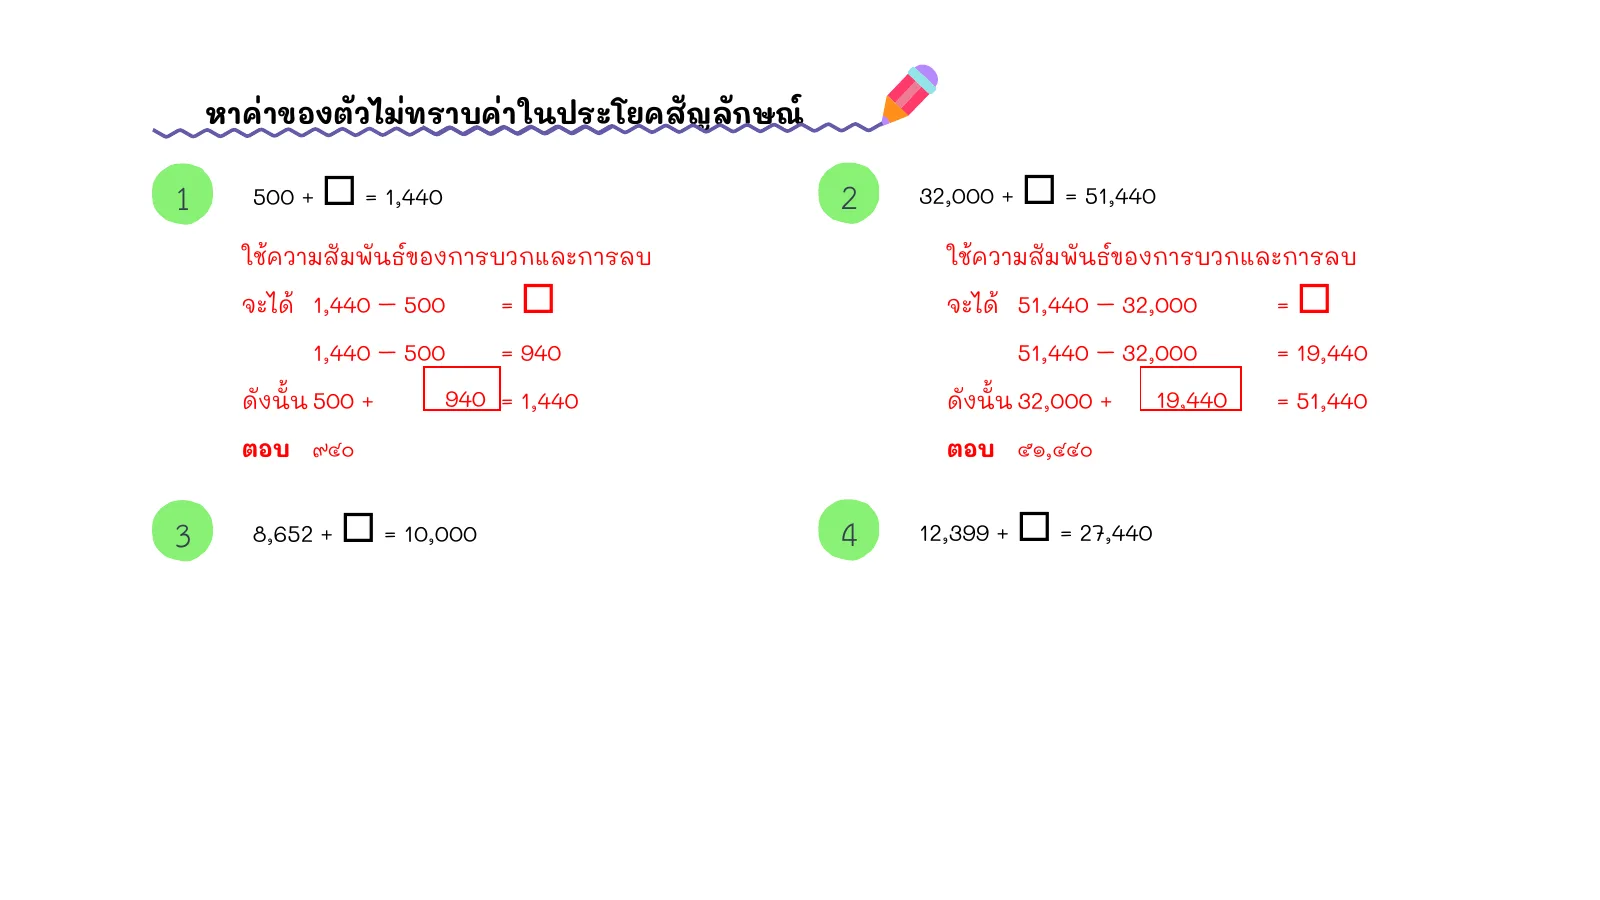 หาค่าของตัวไม่ทราบค่าในประโยคสัญลักษณ์
1 500 + □ = 1,440
ใช้ความสัมพันธ์ของการบวกและการลบ
จะได้ 1,440 – 500 = □
1,440 – 500 = 940
ดังนั้น 500 + 940 = 1,440
ตอบ ๙๔๐
2 32,000 + □ = 51,440
ใช้ความสัมพันธ์ของการบวกและการลบ
จะได้ 51,440 – 32,000 = □
51,440 – 32,000 = 19,440
ดังนั้น 32,000 + 19,440 = 51,440
ตอบ ๕๑,๔๔๐
3 8,652 + □ = 10,000
4 12,399 + □ = 27,440